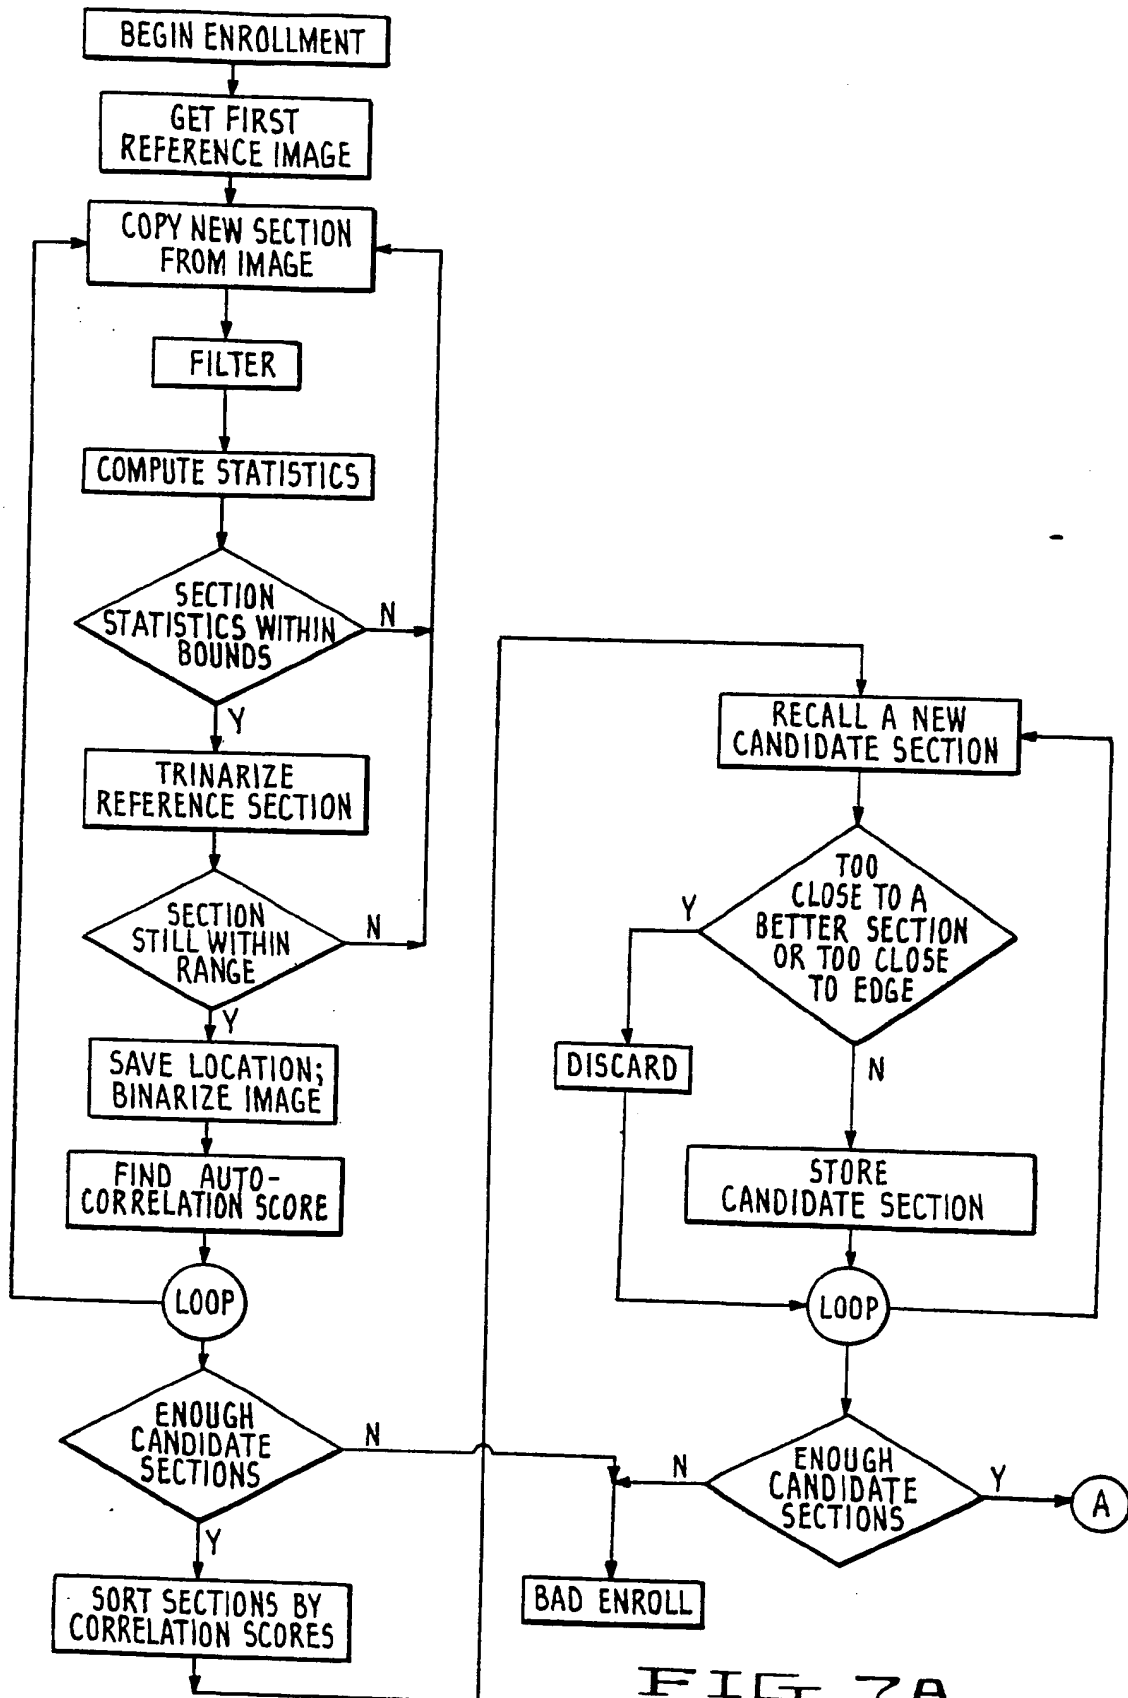 BEGIN ENROLLMENT
GET FIRST
REFERENCE IMAGE
COPY NEW SECTION
FROM IMAGE
FILTER
COMPUTE STATISTICS
SECTION
STATISTICS WITHIN
BOUNDS
N
Y
TRINARIZE
REFERENCE SECTION
SECTION
STILL WITHIN
RANGE
N
Y
SAVE LOCATION;
BINARIZE IMAGE
FIND AUTO-
CORRELATION SCORE
LOOP
ENOUGH
CANDIDATE
SECTIONS
N
Y
SORT SECTIONS BY
CORRELATION SCORES
RECALL A NEW
CANDIDATE SECTION
TOO
CLOSE TO A
BETTER SECTION
OR TOO CLOSE
TO EDGE
Y
N
DISCARD
STORE
CANDIDATE SECTION
LOOP
ENOUGH
CANDIDATE
SECTIONS
N
Y
A
BAD ENROLL
FIG 7A